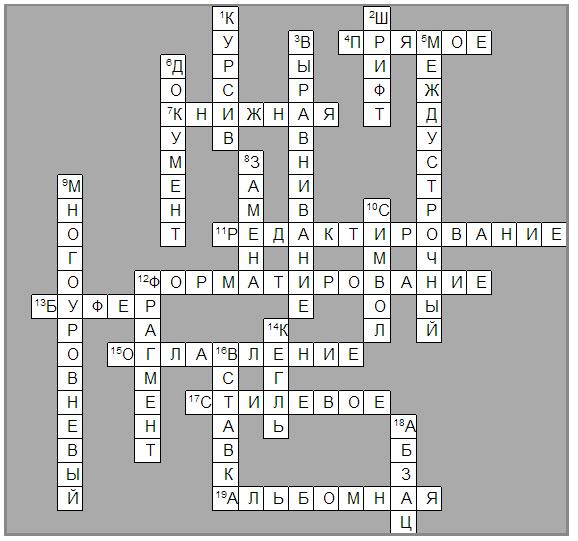 1КУРСИВ
2ШРИФТ
3ВЫРАВНИВАНИЕ
4ПРЯМОЕ
5МЕЖДУСТРОЧНЫЙ
6ДОКУМЕНТ
7КНИЖНАЯ
8ЗАМЕНА
9МНОГОУРОВНЕВЫЙ
10СИМВОЛ
11РЕДАКТИРОВАНИЕ
12ФОРМАТИРОВАНИЕ
12ФРАГМЕНТ
13БУФЕР
14КЕГЛЬ
15ОГЛАВЛЕНИЕ
16ВСТАВКА
17СТИЛЕВОЕ
18АБЗАЦ
19АЛЬБОМНАЯ